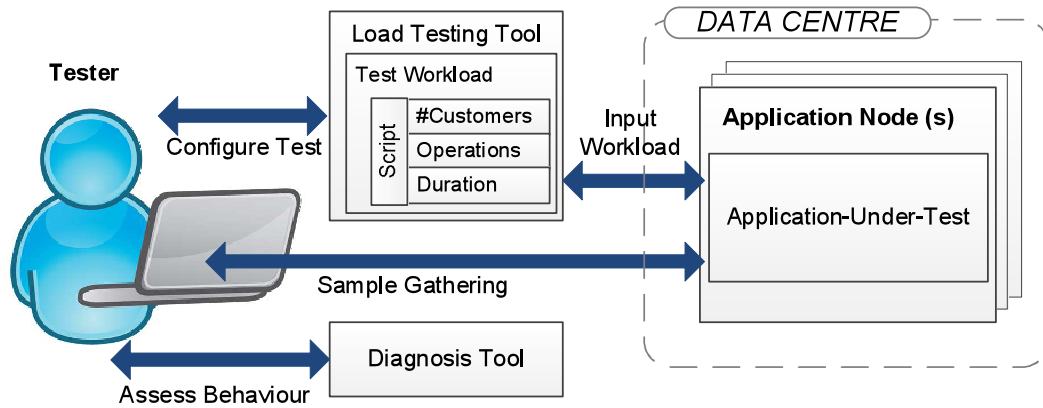 DATA CENTRE
Load Testing Tool
Tester
Test Workload
Script
#Customers
Operations
Duration
Configure Test
Input
Workload
Application Node (s)
Application-Under-Test
Sample Gathering
Diagnosis Tool
Assess Behaviour